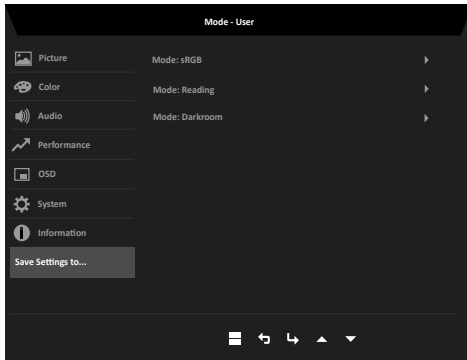 Mode - User
Picture
Color
Audio
Performance
OSD
System
Information
Save Settings to...
Mode: sRGB
Mode: Reading
Mode: Darkroom